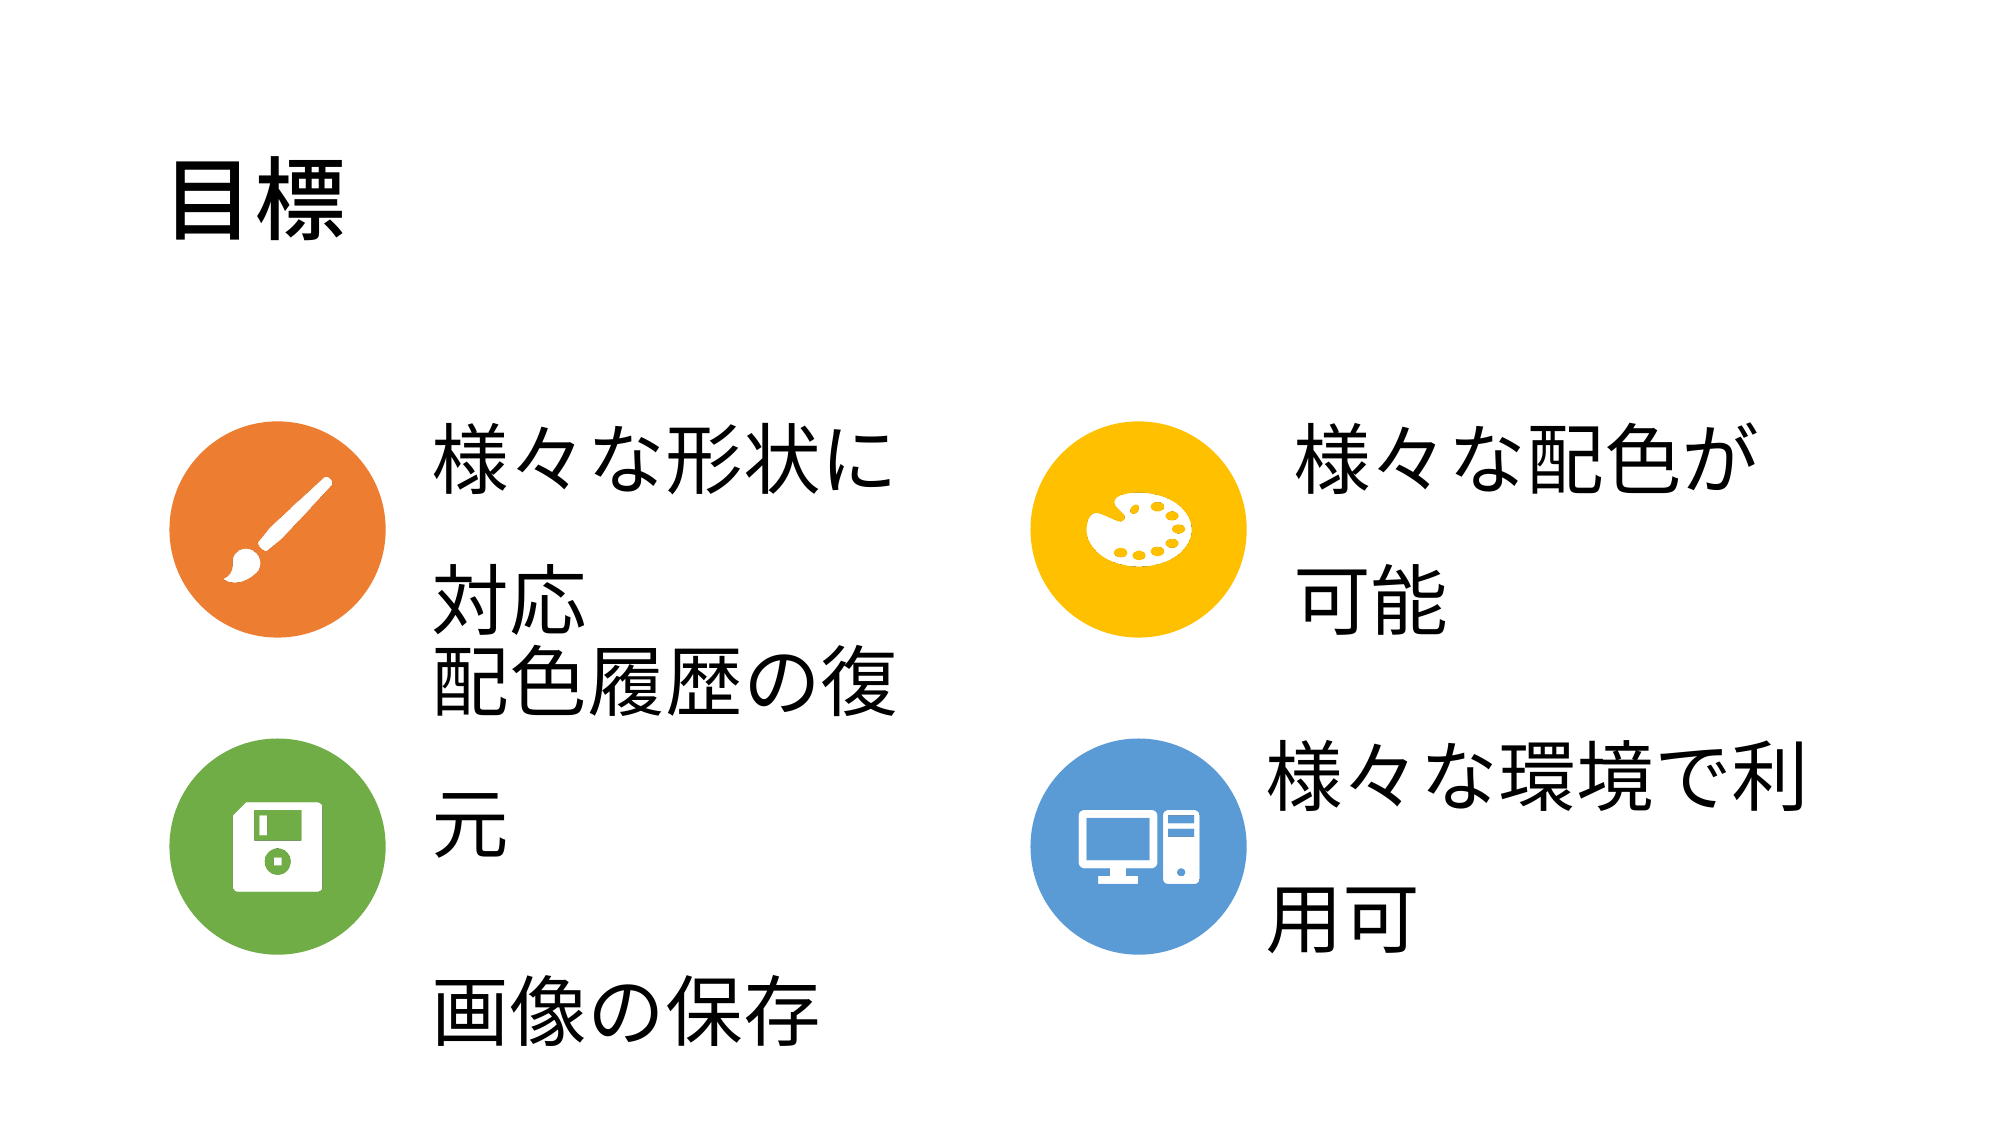 目標
様々な形状に
対応
様々な配色が
可能
配色履歴の復
元
画像の保存
様々な環境で利
用可